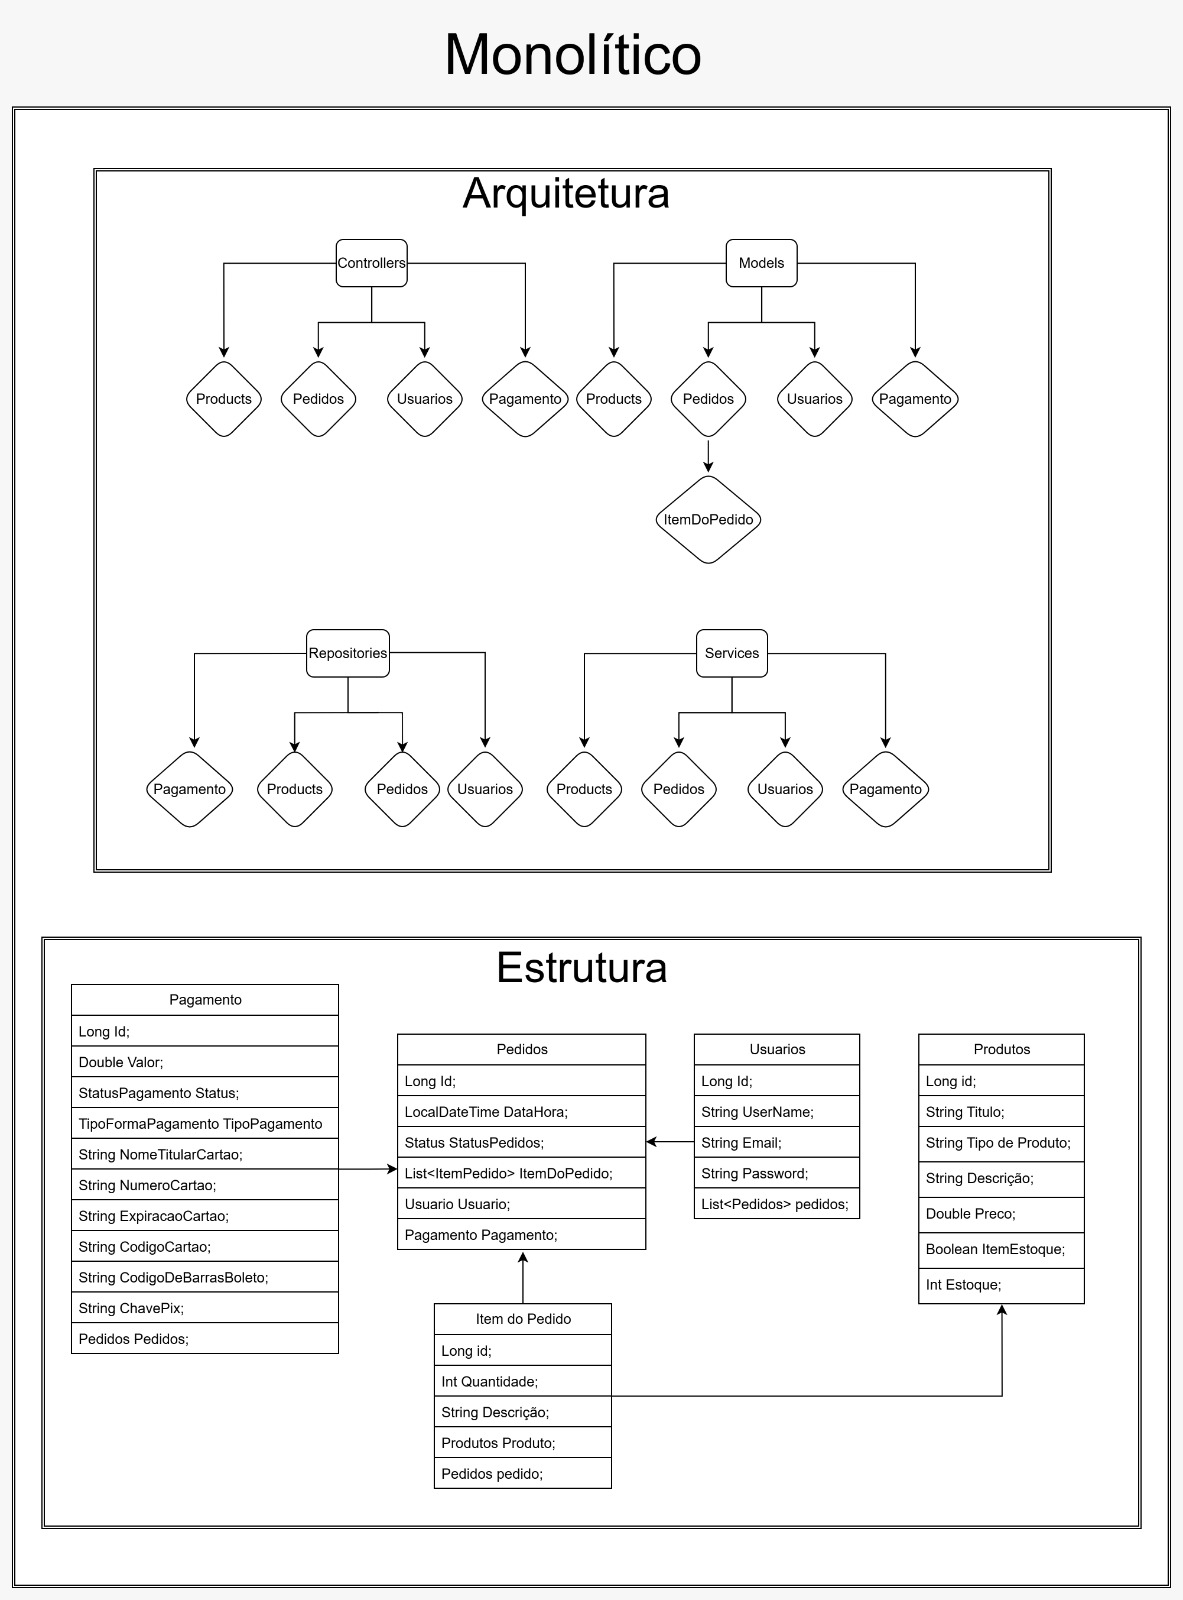 Monolítico
Arquitetura
Controllers
Models
Products
Pedidos
Usuarios
Pagamento
Products
Pedidos
Usuarios
Pagamento
ItemDoPedido
Repositories
Services
Pagamento
Products
Pedidos
Usuarios
Products
Pedidos
Usuarios
Pagamento
Estrutura
Pagamento
Long Id;
Double Valor;
StatusPagamento Status;
TipoFormaPagamento TipoPagamento
String NomeTitularCartao;
String NumeroCartao;
String ExpiracaoCartao;
String CodigoCartao;
String CodigoDeBarrasBoleto;
String ChavePix;
Pedidos Pedidos;
Pedidos
Long Id;
LocalDateTime DataHora;
Status StatusPedidos;
List<ItemPedido> ItemDoPedido;
Usuario Usuario;
Pagamento Pagamento;
Usuarios
Long Id;
String UserName;
String Email;
String Password;
List<Pedidos> pedidos;
Produtos
Long id;
String Titulo;
String Tipo de Produto;
String Descrição;
Double Preco;
Boolean ItemEstoque;
Int Estoque;
Item do Pedido
Long id;
Int Quantidade;
String Descrição;
Produtos Produto;
Pedidos pedido;